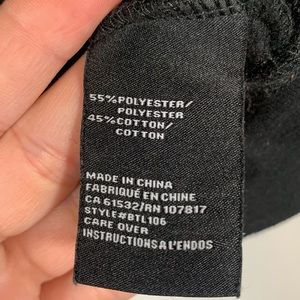 55%POLYESTER/
POLYESTER
45%COTTON/
COTTON
MADE IN CHINA
FABRIQUÉ EN CHINE
CA 61532/RN 107817
STYLE#BTL106
CARE OVER
INSTRUCTIONS A L'ENDOS